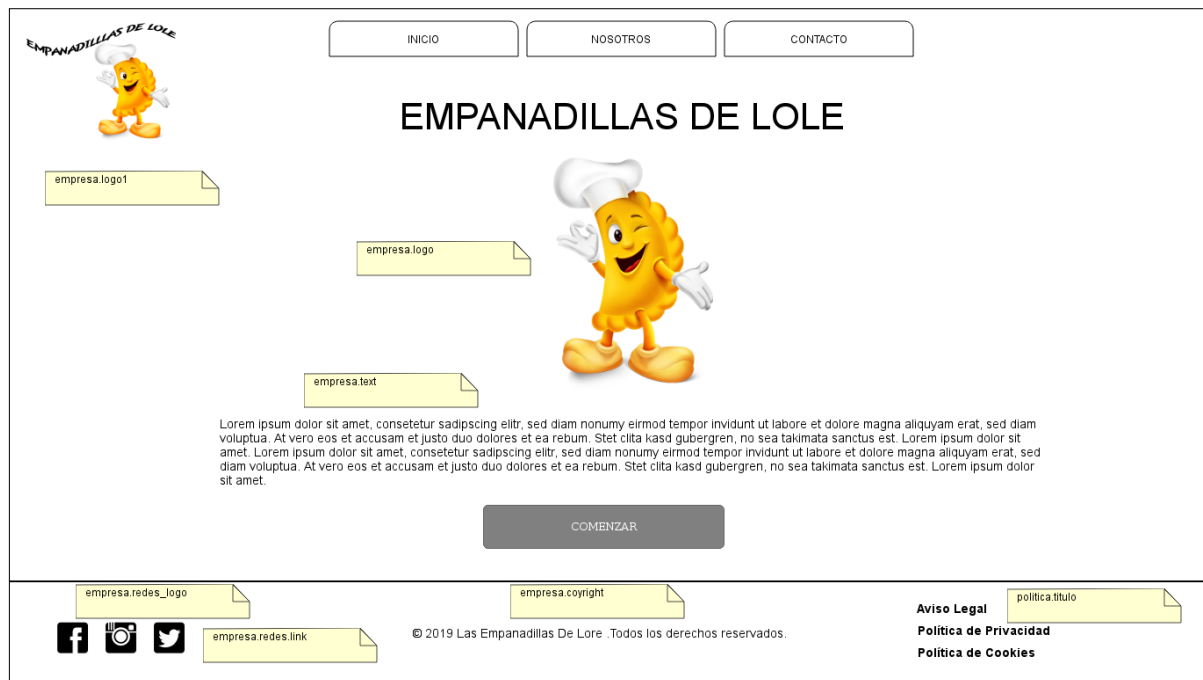 EMPANADILLLAS DE LOLE
INICIO
NOSOTROS
CONTACTO
EMPANADILLAS DE LOLE
empresa.logo1
empresa.logo
empresa.text
Lorem ipsum dolor sit amet, consetetur sadipscing elitr, sed diam nonumy eirmod tempor invidunt ut labore et dolore magna aliquyam erat, sed diam
voluptua. At vero eos et accusam et justo duo dolores et ea rebum. Stet clita kasd gubergren, no sea takimata sanctus est. Lorem ipsum dolor sit
amet. Lorem ipsum dolor sit amet, consetetur sadipscing elitr, sed diam nonumy eirmod tempor invidunt ut labore et dolore magna aliquyam erat, sed
diam voluptua. At vero eos et accusam et justo duo dolores et ea rebum. Stet clita kasd gubergren, no sea takimata sanctus est. Lorem ipsum dolor
sit amet.
COMENZAR
empresa.redes_logo
empresa.redes.link
empresa.coyright
© 2019 Las Empanadillas De Lore .Todos los derechos reservados.
politica.titulo
Aviso Legal
Política de Privacidad
Política de Cookies